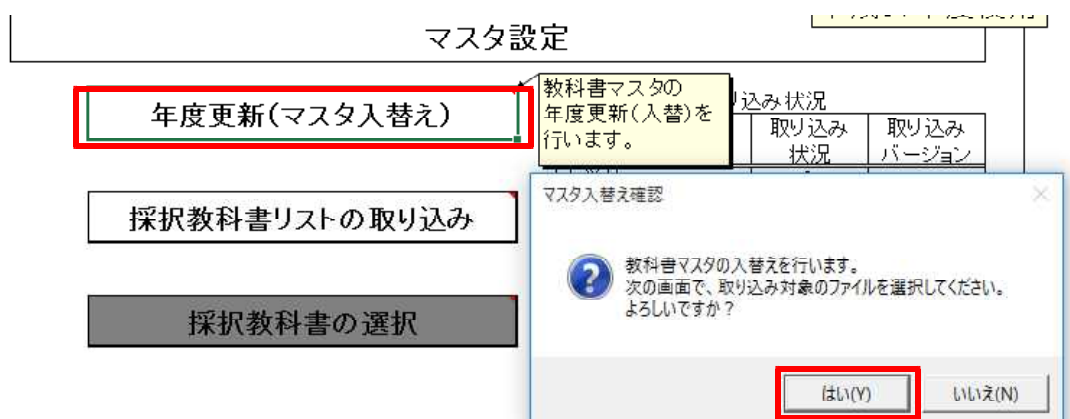 マスタ設定
年度更新(マスタ入替え)
教科書マスタの
年度更新(入替)を
行います。
り込み状況
取り込み
状況
取り込み
バージョン
採択教科書リストの取り込み
採択教科書の選択
マスタ入替え確認
教科書マスタの入替えを行います。
次の画面で、取り込み対象のファイルを選択してください。
よろしいですか？
はい(Y)
いいえ(N)